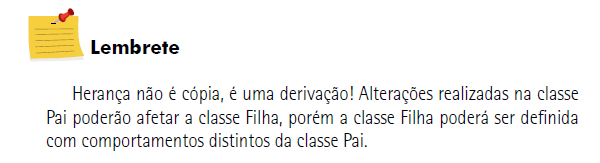 Lembrete
Herança não é cópia, é uma derivação! Alterações realizadas na classe
Pai poderão afetar a classe Filha, porém a classe Filha poderá ser definida
com comportamentos distintos da classe Pai.